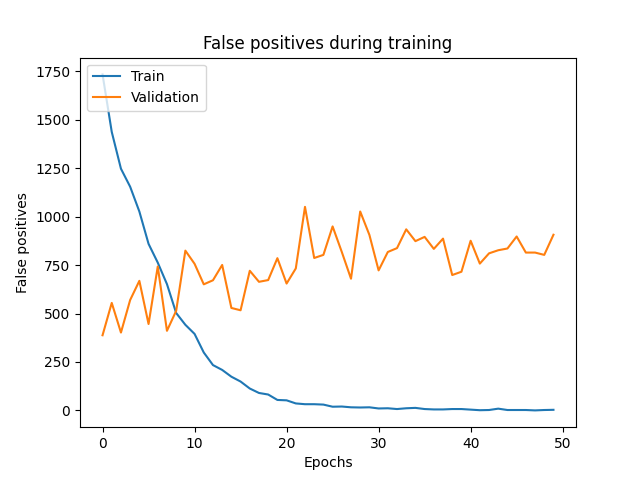 False positives during training
Train
Validation
1750
1500
1250
1000
750
500
250
0
False positives
0 10 20 30 40 50
Epochs